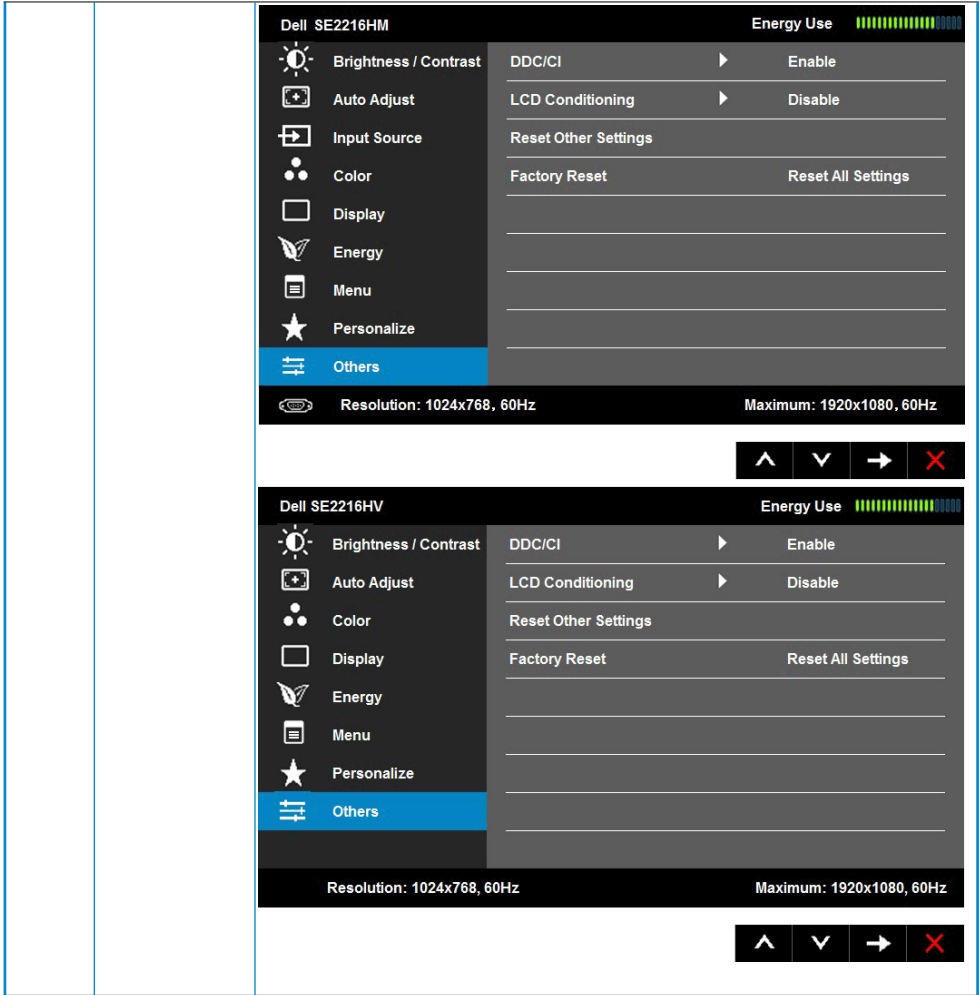 Dell SE2216HM Energy Use
Brightness / Contrast DDC/CI Enable
Auto Adjust LCD Conditioning Disable
Input Source Reset Other Settings
Color Factory Reset Reset All Settings
Display
Energy
Menu
Personalize
Others
Resolution: 1024x768, 60Hz Maximum: 1920x1080, 60Hz
Dell SE2216HV Energy Use
Brightness / Contrast DDC/CI Enable
Auto Adjust LCD Conditioning Disable
Color Reset Other Settings
Display Factory Reset Reset All Settings
Energy
Menu
Personalize
Others
Resolution: 1024x768, 60Hz Maximum: 1920x1080, 60Hz